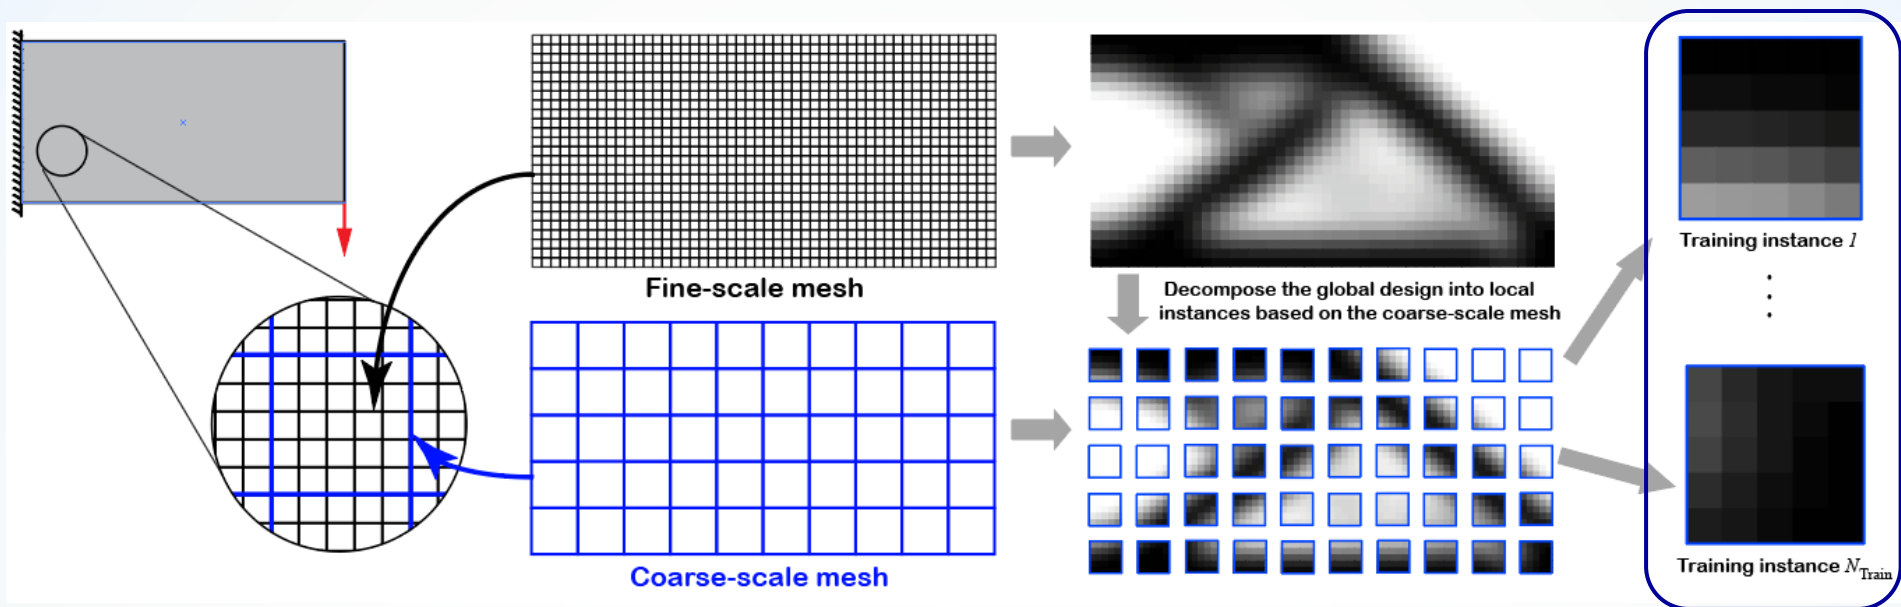 Fine-scale mesh
Coarse-scale mesh
Decompose the global design into local
instances based on the coarse-scale mesh
Training instance 1
Training instance N_Train